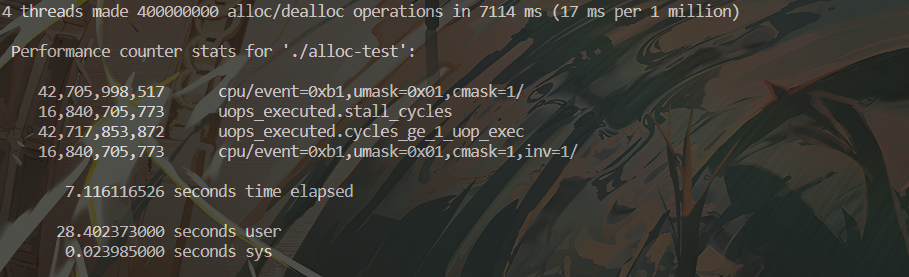 4 threads made 400000000 alloc/dealloc operations in 7114 ms (17 ms per 1 million)
Performance counter stats for './alloc-test':
42,705,998,517 cpu/event=0xb1,umask=0x01,cmask=1/
16,840,705,773 uops_executed.stall_cycles
42,717,853,872 uops_executed.cycles_ge_1_uop_exec
16,840,705,773 cpu/event=0xb1,umask=0x01,cmask=1,inv=1/
7.116116526 seconds time elapsed
28.402373000 seconds user
0.023985000 seconds sys